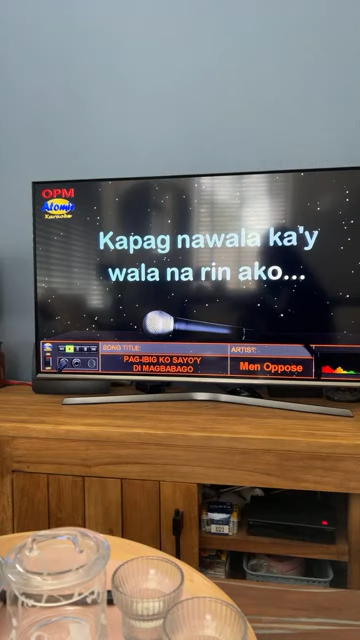 OPM
Atomic
Karaoke
Kapag nawala ka'y
wala na rin ako...
SONG TITLE:
PAG-IBIG KO SAYO'Y
DI MAGBABAGO
ARTIST:
Men Oppose